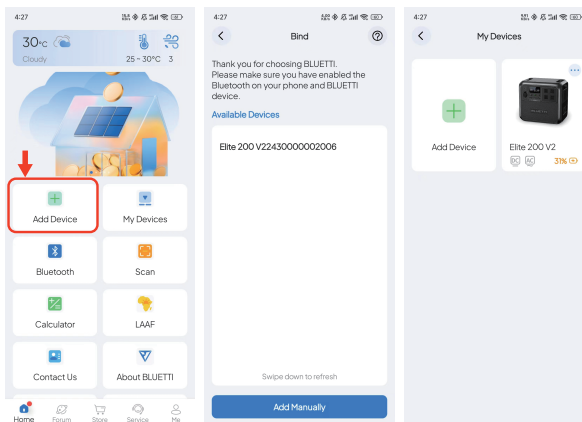 4:27
30°C
Cloudy
25 ~ 30°C 3
Add Device
My Devices
Bluetooth
Scan
Calculator
LAAF
Contact Us
About BLUETTI
Home
Forum
Store
Service
Me
4:27
Bind
Thank you for choosing BLUETTI.
Please make sure you have enabled the
Bluetooth on your phone and BLUETTI
device.
Available Devices
Elite 200 V22430000002006
Swipe down to refresh
Add Manually
4:27
My Devices
Add Device
Elite 200 V2
DC AC 31%